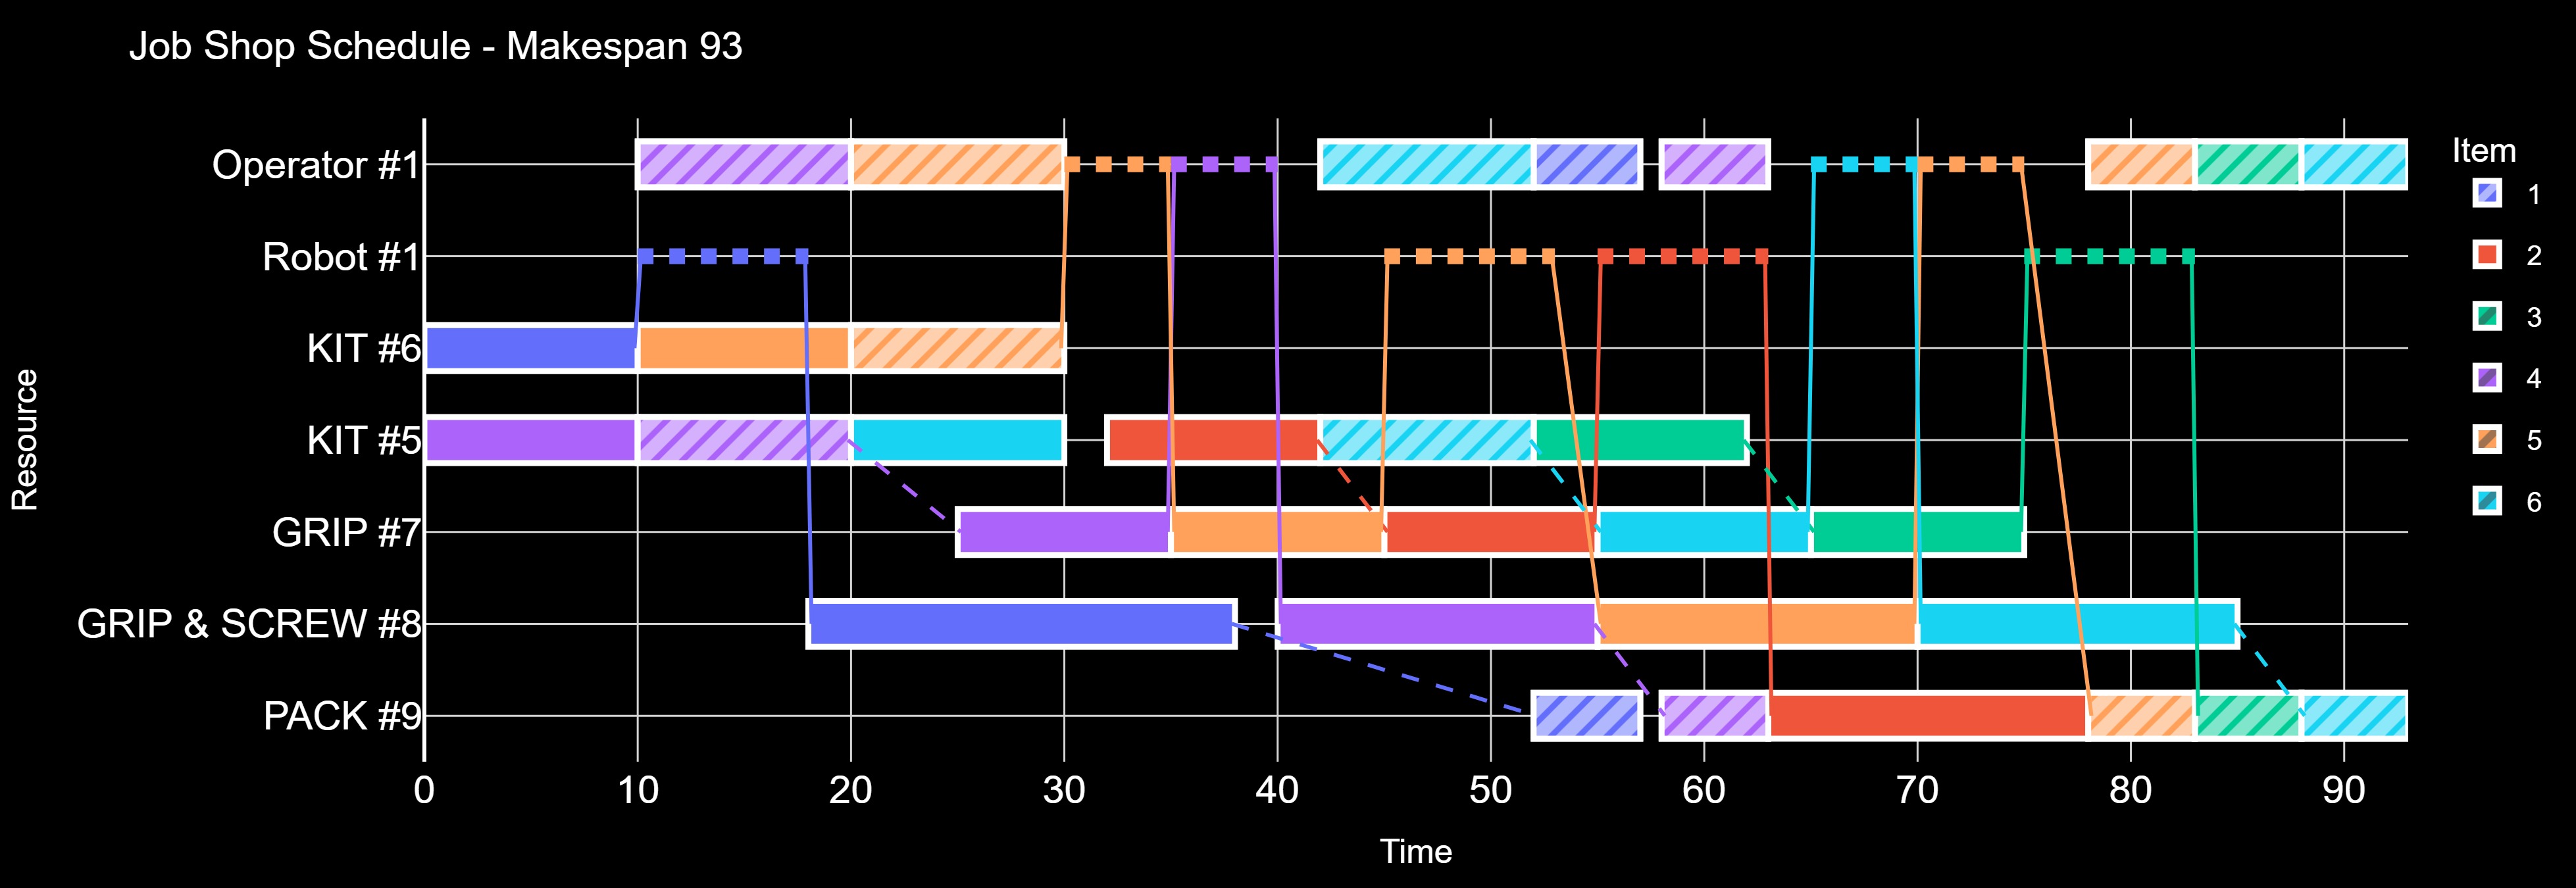 Job Shop Schedule - Makespan 93
Operator #1
Robot #1
KIT #6
KIT #5
GRIP #7
GRIP & SCREW #8
PACK #9
Resource
0 10 20 30 40 50 60 70 80 90
Time
Item
1
2
3
4
5
6